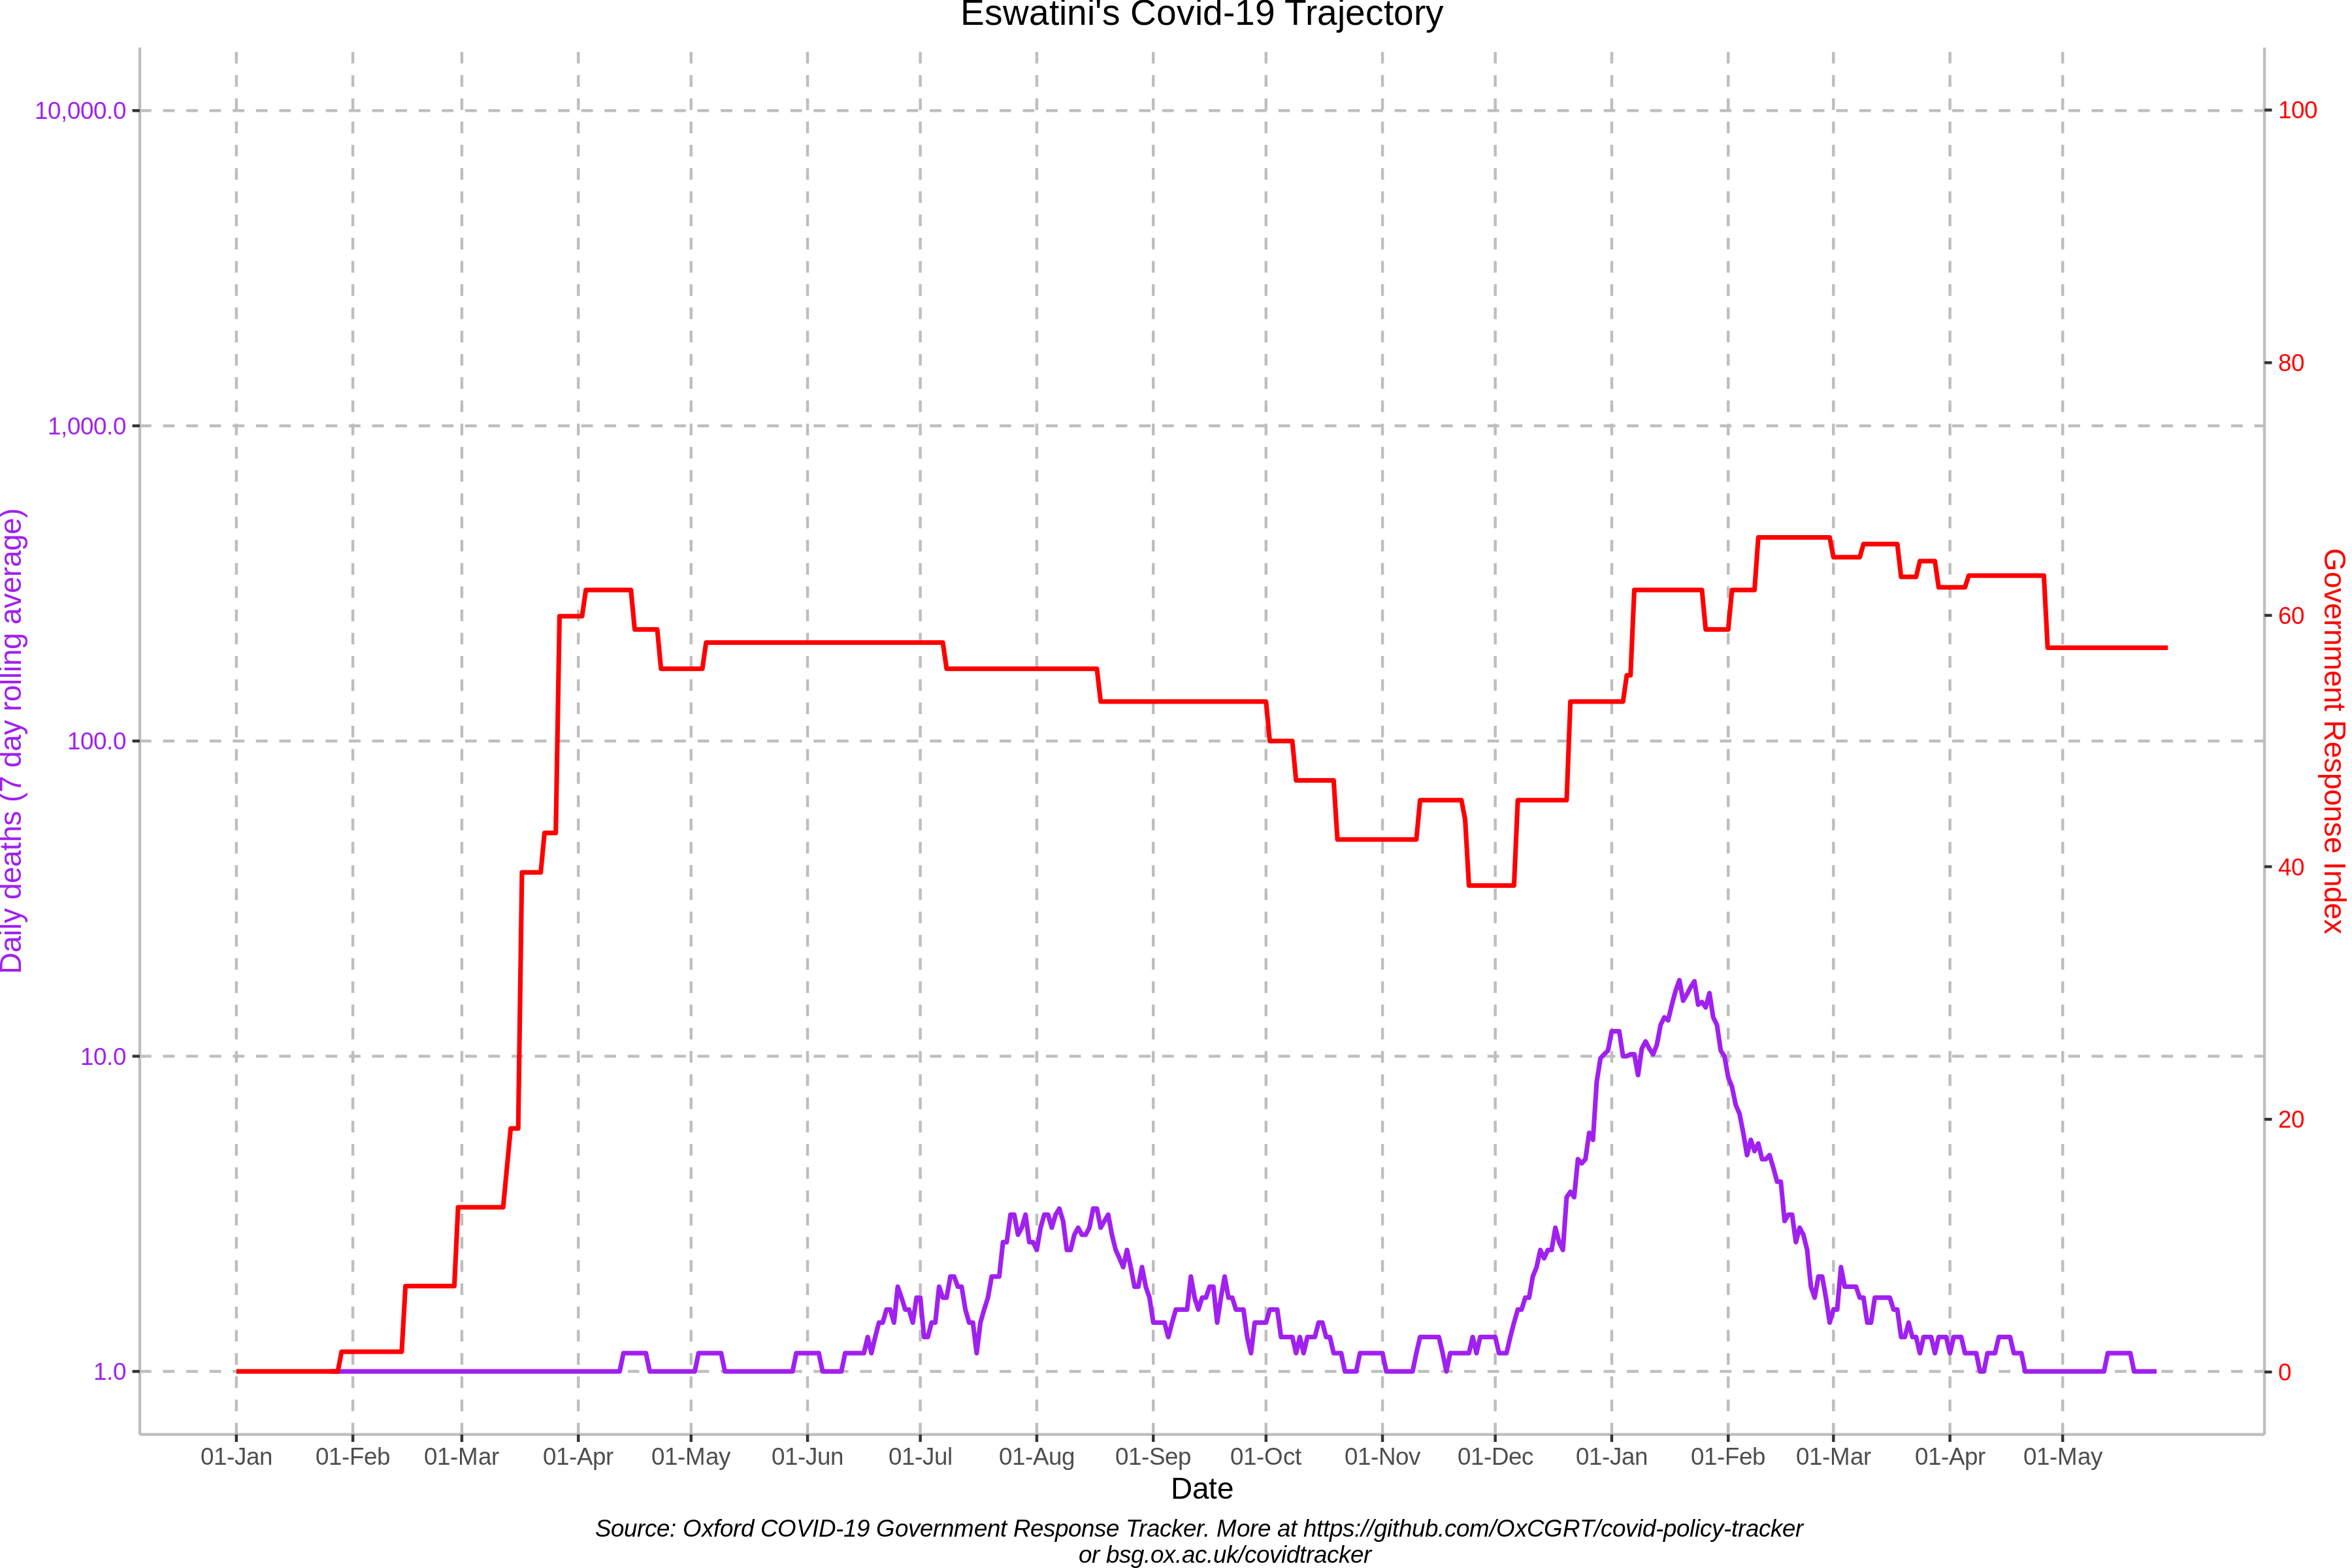 Eswatini's Covid-19 Trajectory
10,000.0
1,000.0
100.0
10.0
1.0
Daily deaths (7 day rolling average)
100
80
60
40
20
0
Government Response Index
01-Jan 01-Feb 01-Mar 01-Apr 01-May 01-Jun 01-Jul 01-Aug 01-Sep 01-Oct 01-Nov 01-Dec 01-Jan 01-Feb 01-Mar 01-Apr 01-May
Date
Source: Oxford COVID-19 Government Response Tracker. More at https://github.com/OxCGRT/covid-policy-tracker
or bsg.ox.ac.uk/covidtracker